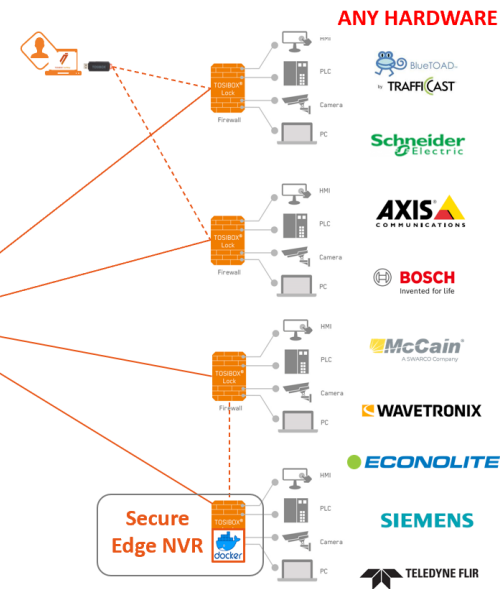 ANY HARDWARE
HMI
PLC
Camera
PC
TOSIBOX®
Lock
Firewall
TOSIBOX
BlueTOAD™
by TRAFFICAST
Schneider
Electric
AXIS
COMMUNICATIONS
HMI
PLC
Camera
PC
TOSIBOX®
Lock
Firewall
BOSCH
Invented for life
HMI
PLC
Camera
PC
TOSIBOX®
Lock
Firewall
McCain®
A SWARCO Company
WAVETRONIX
ECONOLITE
HMI
PLC
Camera
PC
TOSIBOX®
docker
Secure
Edge NVR
SIEMENS
TELEDYNE FLIR